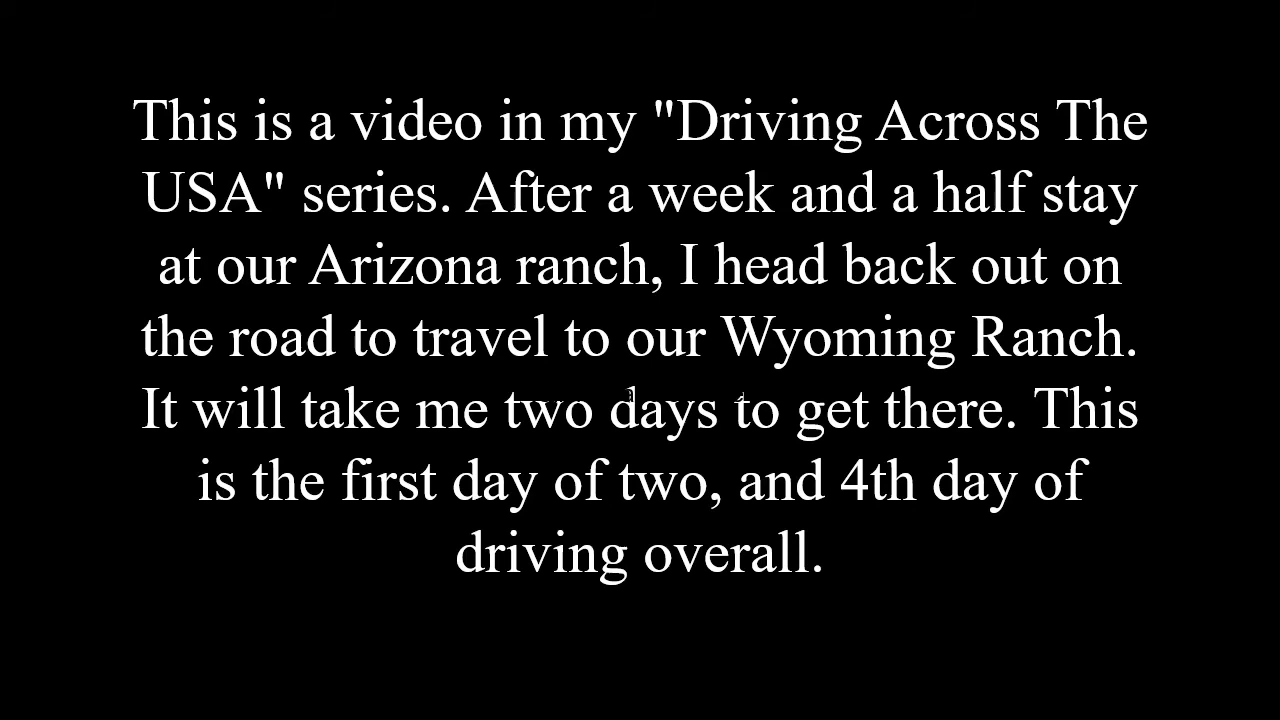 This is a video in my "Driving Across The
USA" series. After a week and a half stay
at our Arizona ranch, I head back out on
the road to travel to our Wyoming Ranch.
It will take me two days to get there. This
is the first day of two, and 4th day of
driving overall.